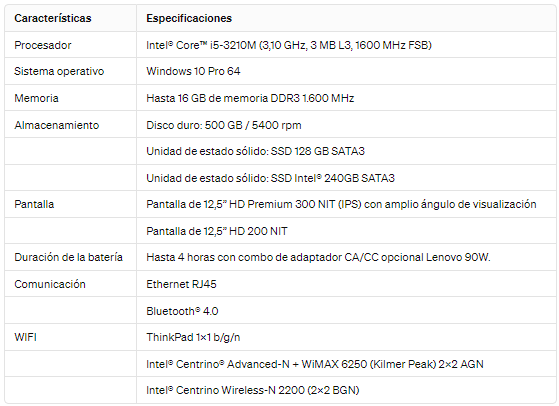 Características Especificaciones
Procesador Intel® Core™ i5-3210M (3,10 GHz, 3 MB L3, 1600 MHz FSB)
Sistema operativo Windows 10 Pro 64
Memoria Hasta 16 GB de memoria DDR3 1.600 MHz
Almacenamiento Disco duro: 500 GB / 5400 rpm
Unidad de estado sólido: SSD 128 GB SATA3
Unidad de estado sólido: SSD Intel® 240GB SATA3
Pantalla Pantalla de 12,5” HD Premium 300 NIT (IPS) con amplio ángulo de visualización
Pantalla de 12,5” HD 200 NIT
Duración de la batería Hasta 4 horas con combo de adaptador CA/CC opcional Lenovo 90W.
Comunicación Ethernet RJ45
Bluetooth® 4.0
WIFI ThinkPad 1×1 b/g/n
Intel® Centrino® Advanced-N + WiMAX 6250 (Kilmer Peak) 2×2 AGN
Intel® Centrino Wireless-N 2200 (2×2 BGN)